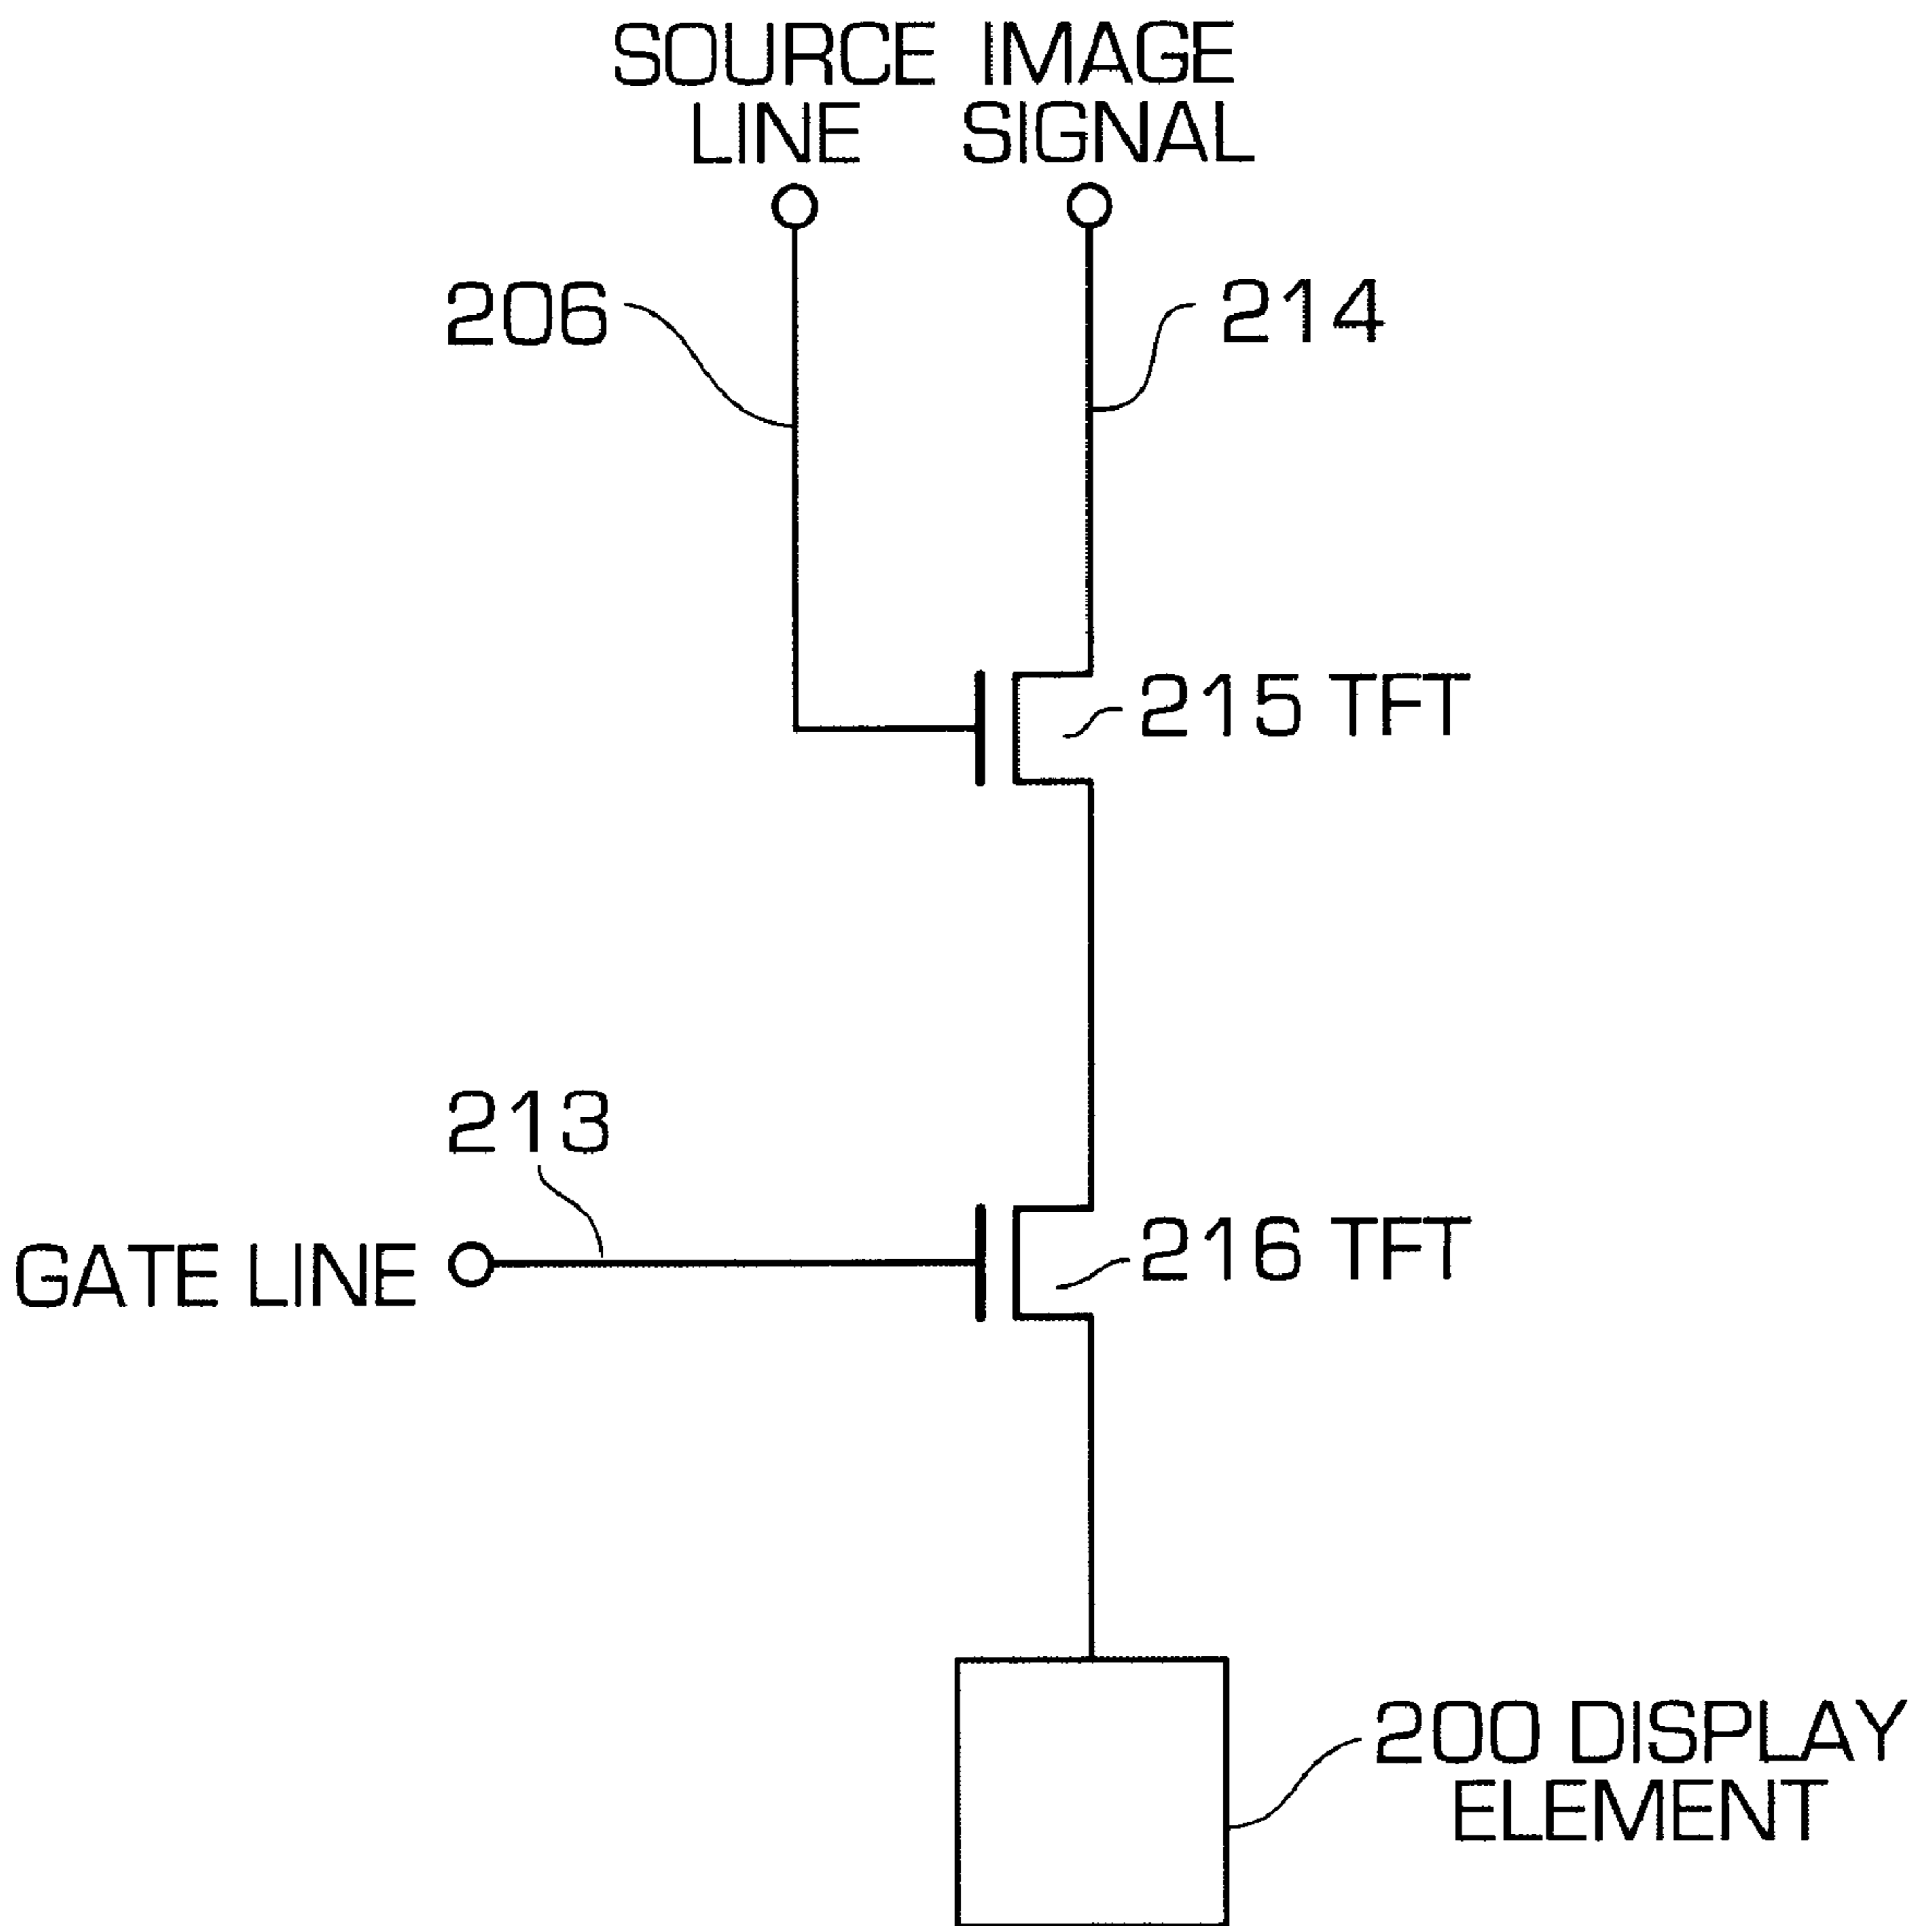 SOURCE IMAGE
LINE SIGNAL
206
214
215 TFT
213
GATE LINE
216 TFT
200 DISPLAY
ELEMENT